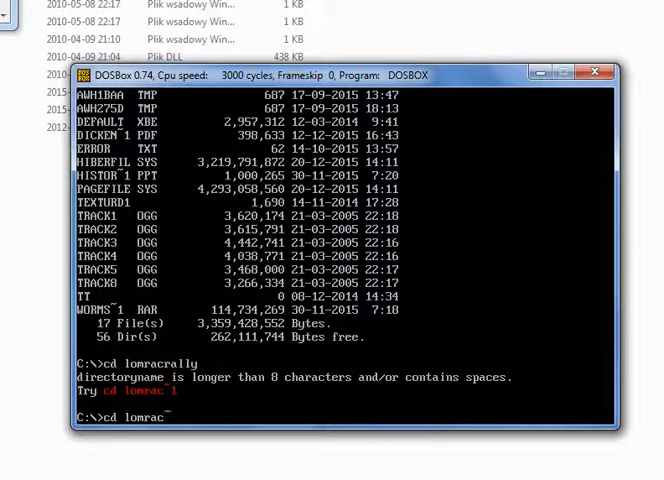 2010-05-08 22:17 Plik wsadowy Win... 1 KB
2010-05-08 22:17 Plik wsadowy Win... 1 KB
2010-04-09 21:10 Plik wsadowy Win... 1 KB
2010-04-09 21:04 Plik DLL 438 KB
2010-0
2015-
2015-
2012-
DOSBox 0.74, Cpu speed: 3000 cycles, Frameskip 0, Program: DOSBOX
AWH1BAA TMP 687 17-09-2015 13:47
AWH275D TMP 687 17-09-2015 18:13
DEFAULT XBE 2,957,312 12-03-2014 9:41
DICKEN~1 PDF 398,633 12-12-2015 16:43
ERROR TXT 62 14-10-2015 13:57
HIBERFIL SYS 3,219,791,872 20-12-2015 14:11
HISTOR~1 PPT 1,000,265 30-11-2015 7:20
PAGEFILE SYS 4,293,058,560 20-12-2015 14:11
TEXTURD1 1,690 14-11-2014 17:28
TRACK1 OGG 3,620,174 21-03-2005 22:18
TRACK2 OGG 3,615,791 21-03-2005 22:18
TRACK3 OGG 4,442,741 21-03-2005 22:16
TRACK4 OGG 4,038,771 21-03-2005 22:16
TRACK5 OGG 3,468,000 21-03-2005 22:17
TRACK8 OGG 3,266,334 21-03-2005 22:17
TT 0 08-12-2014 14:34
WORMS~1 RAR 114,734,269 30-11-2015 7:18
17 File(s) 3,359,428,552 Bytes.
56 Dir(s) 262,111,744 Bytes free.
C:\>cd lomracrally
directoryname is longer than 8 characters and/or contains spaces.
Try cd lomrac~1
C:\>cd lomrac~